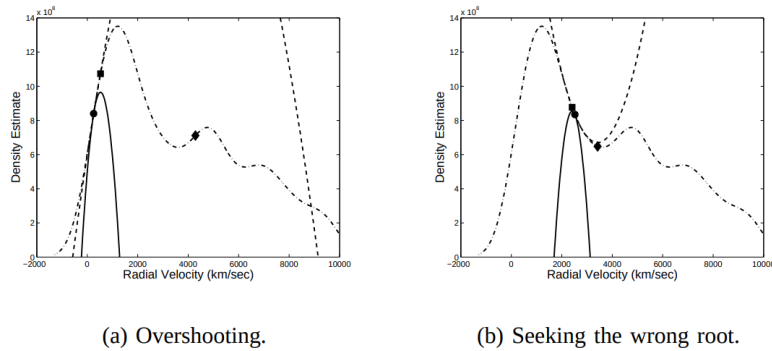 x 10⁸
14
12
10
8
6
4
2
0
Density Estimate
−2000 0 2000 4000 6000 8000 10000
Radial Velocity (km/sec)
(a) Overshooting.
x 10⁸
14
12
10
8
6
4
2
0
Density Estimate
−2000 0 2000 4000 6000 8000 10000
Radial Velocity (km/sec)
(b) Seeking the wrong root.